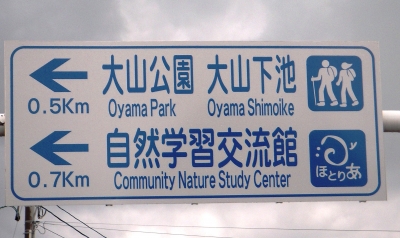 大山公園 大山下池
0.5Km Oyama Park Oyama Shimoike
自然学習交流館
0.7Km Community Nature Study Center
ほとりあ